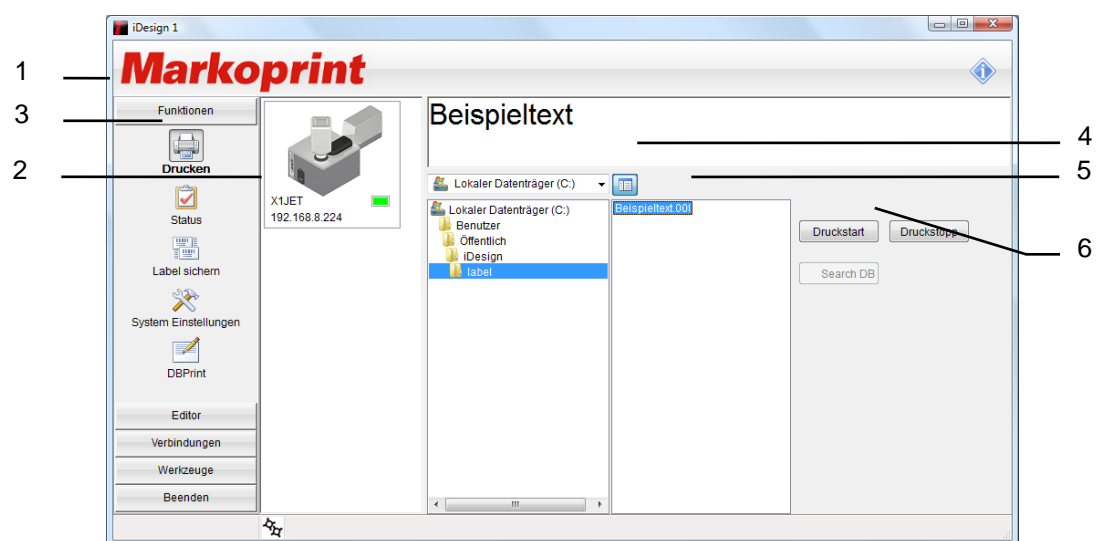 iDesign 1
1
Markoprint
3
Funktionen
Beispieltext
4
Drucken
2
5
Lokaler Datenträger (C:)
X1JET
192.168.8.224
Status
Lokaler Datenträger (C:)
Benutzer
Öffentlich
iDesign
label
Beispieltext.00I
Druckstart
Druckstopp
6
Label sichern
Search DB
System Einstellungen
DBPrint
Editor
Verbindungen
Werkzeuge
Beenden